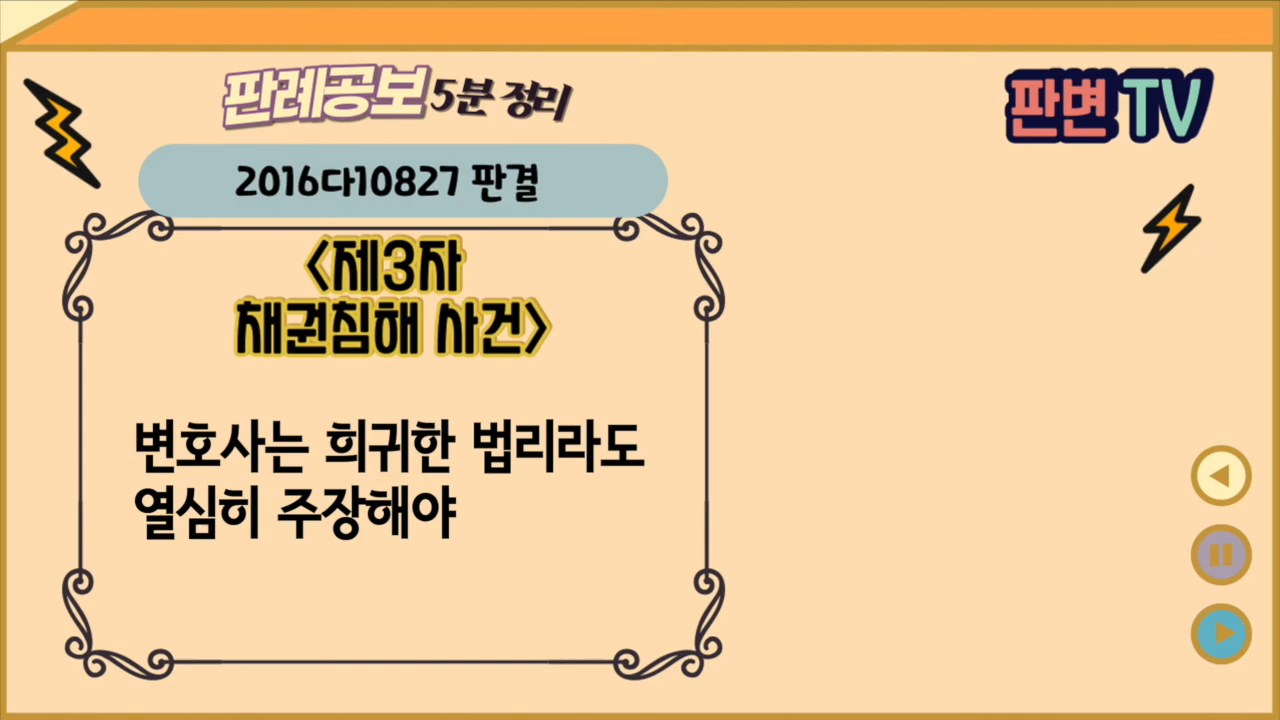 판례공보 5분 정리
판변 TV
2016다10827 판결
<제3자
채권침해 사건>
변호사는 희귀한 법리라도
열심히 주장해야